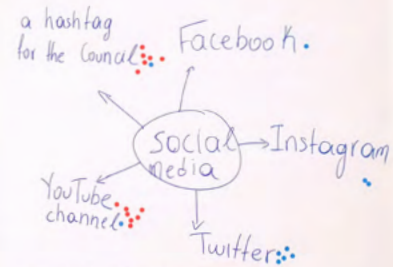 a hashtag
for the Council
Facebook.
social
media
Instagram
YouTube
channel
Twitter